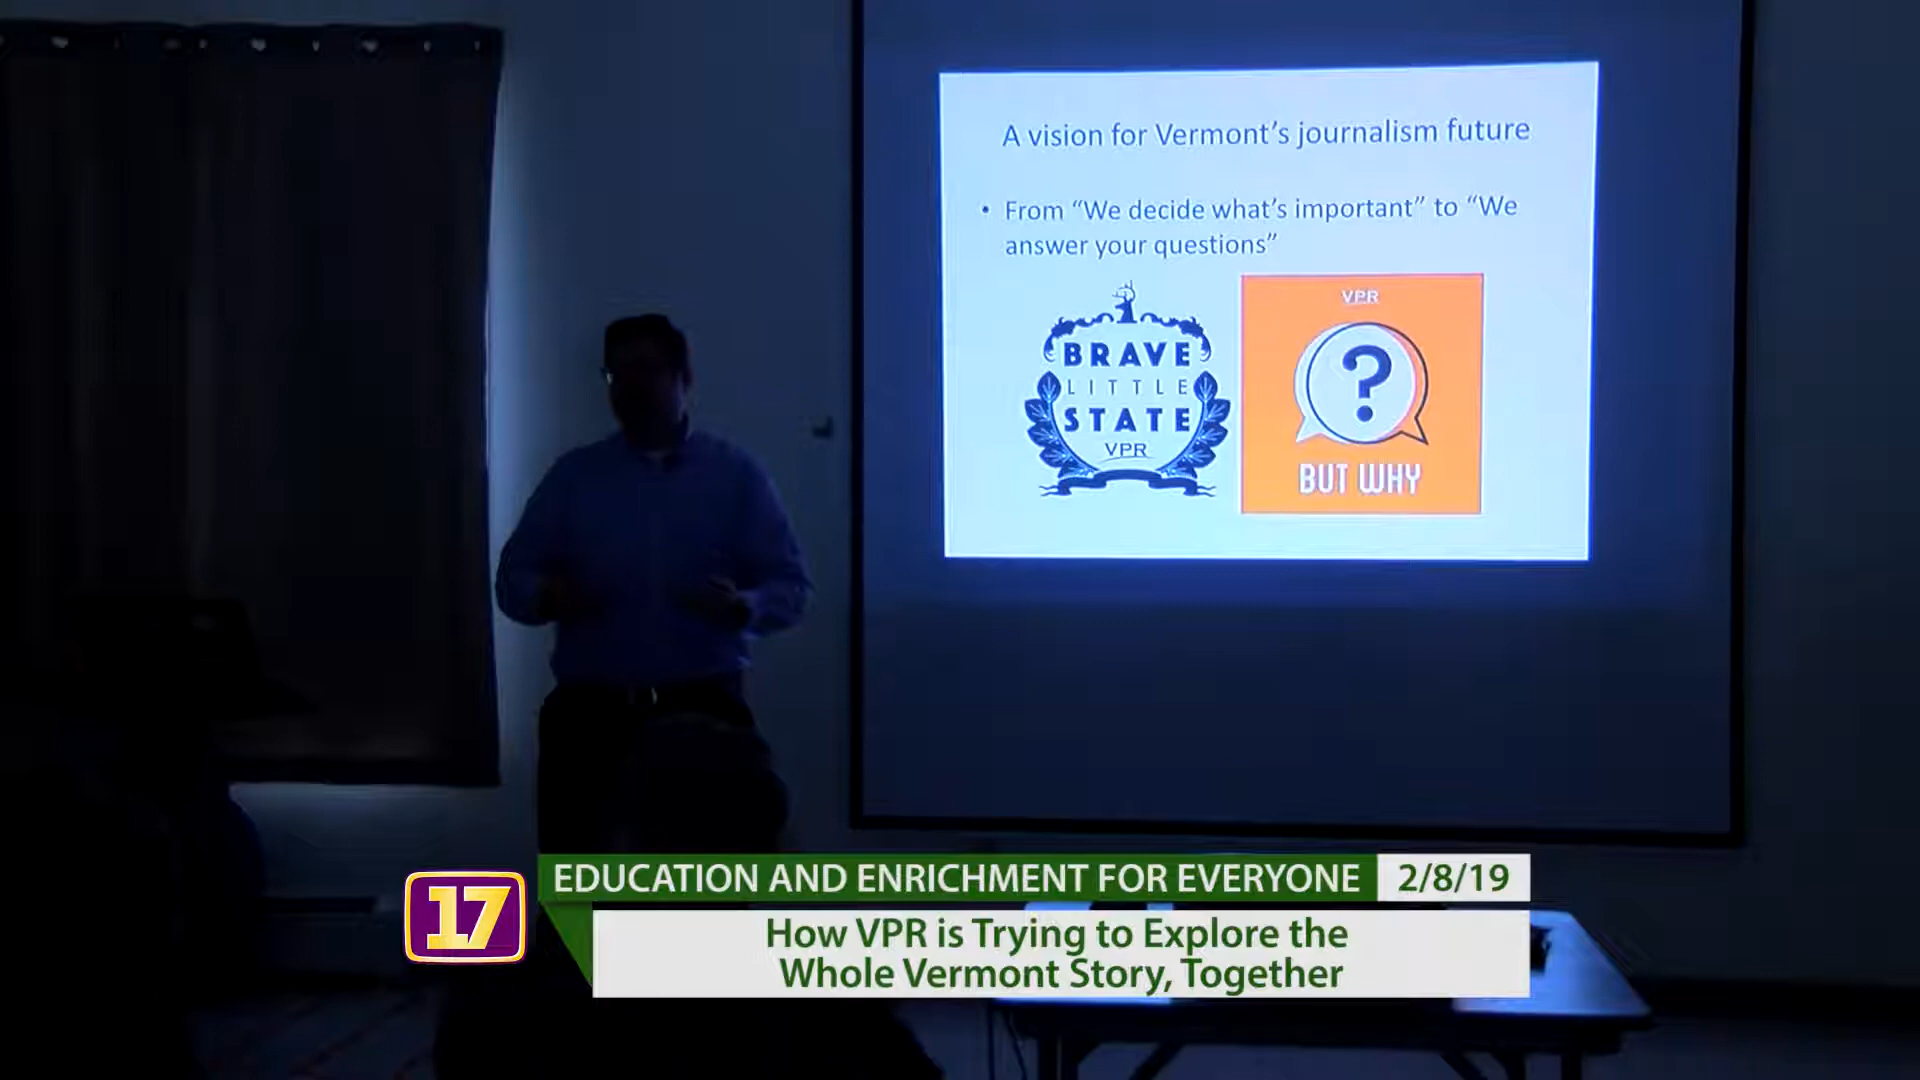 A vision for Vermont's journalism future
• From “We decide what's important” to “We
answer your questions”
BRAVE
LITTLE
STATE
VPR
VPR
?
BUT WHY
17
EDUCATION AND ENRICHMENT FOR EVERYONE 2/8/19
How VPR is Trying to Explore the
Whole Vermont Story, Together